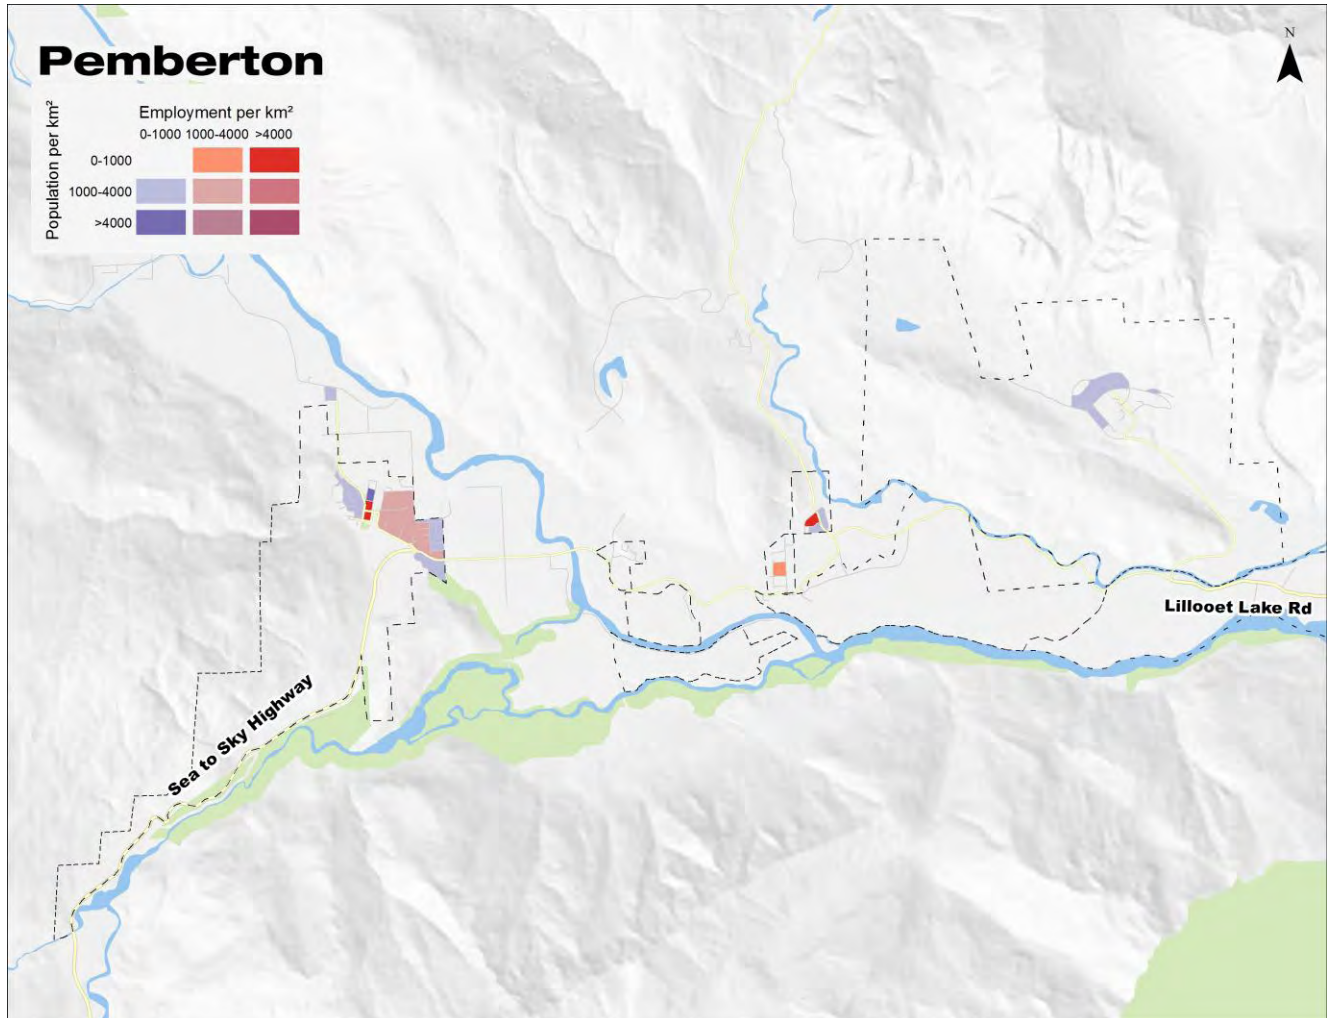 Pemberton
N
Population per km²
Employment per km²
0-1000 1000-4000 >4000
0-1000
1000-4000
>4000
Lillooet Lake Rd
Sea to Sky Highway